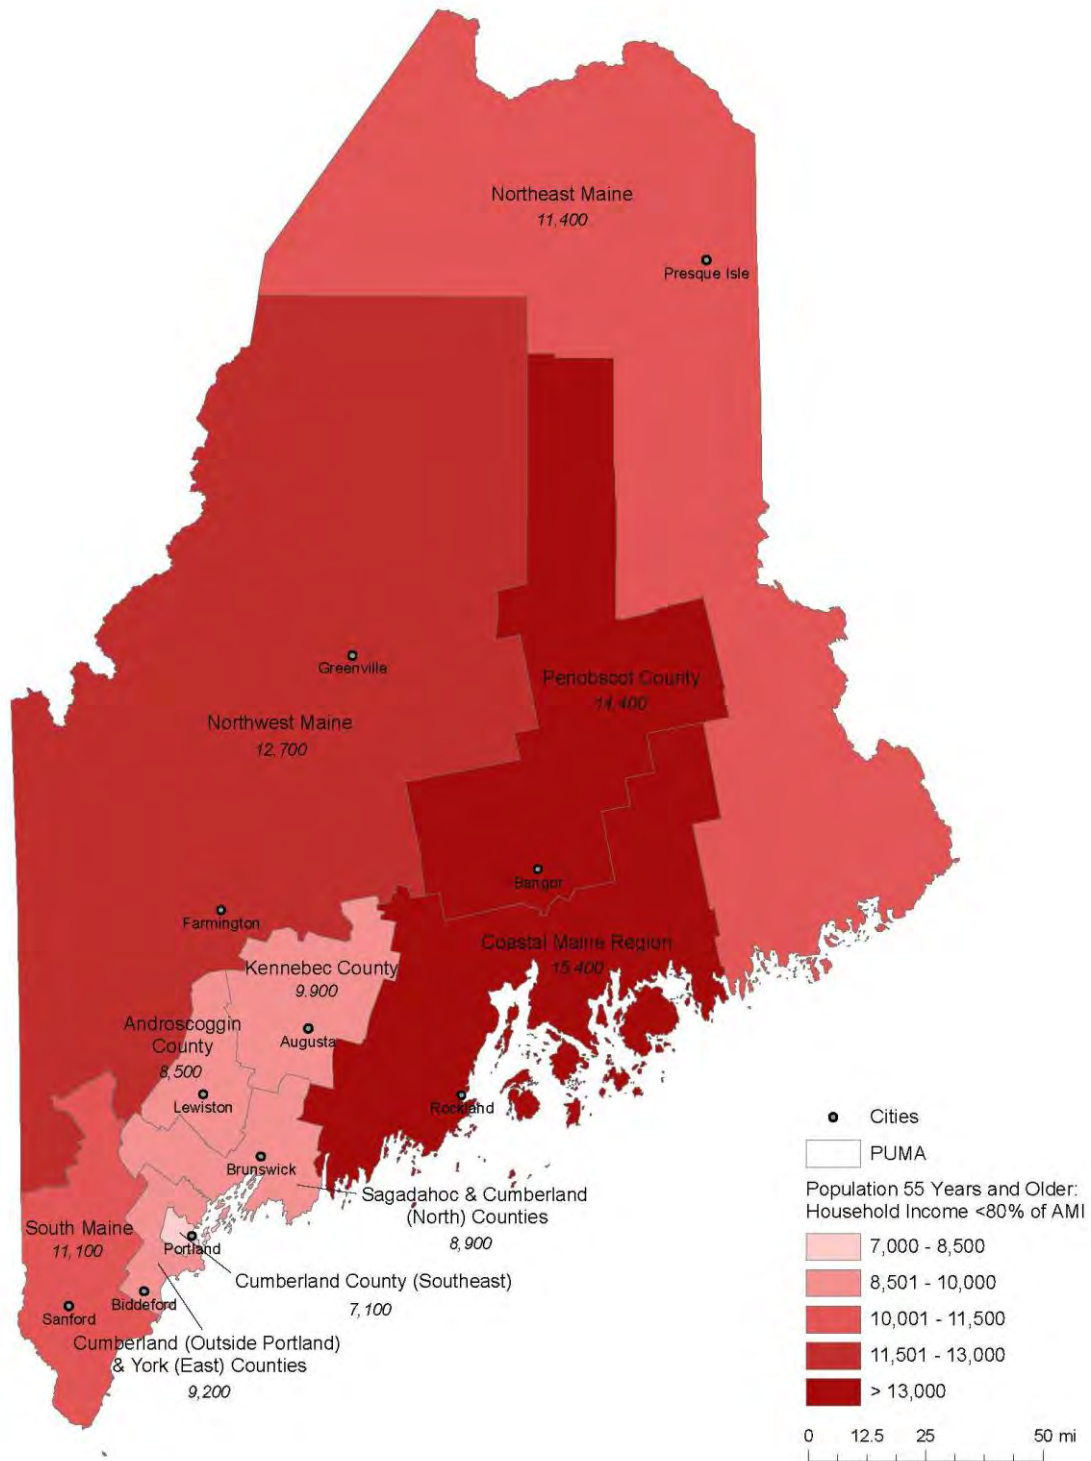 Northeast Maine
11,400
Presque Isle
Greenville
Penobscot County
14,400
Northwest Maine
12,700
Bangor
Farmington
Coastal Maine Region
15,400
Kennebec County
9.900
Androscoggin
County
8,500
Augusta
Lewiston
Rockland
Brunswick
Sagadahoc & Cumberland
(North) Counties
8,900
South Maine
11,100
Portland
Cumberland County (Southeast)
7,100
Biddeford
Sanford
Cumberland (Outside Portland)
& York (East) Counties
9,200
Cities
PUMA
Population 55 Years and Older:
Household Income <80% of AMI
7,000 - 8,500
8,501 - 10,000
10,001 - 11,500
11,501 - 13,000
> 13,000
0 12.5 25 50 mi